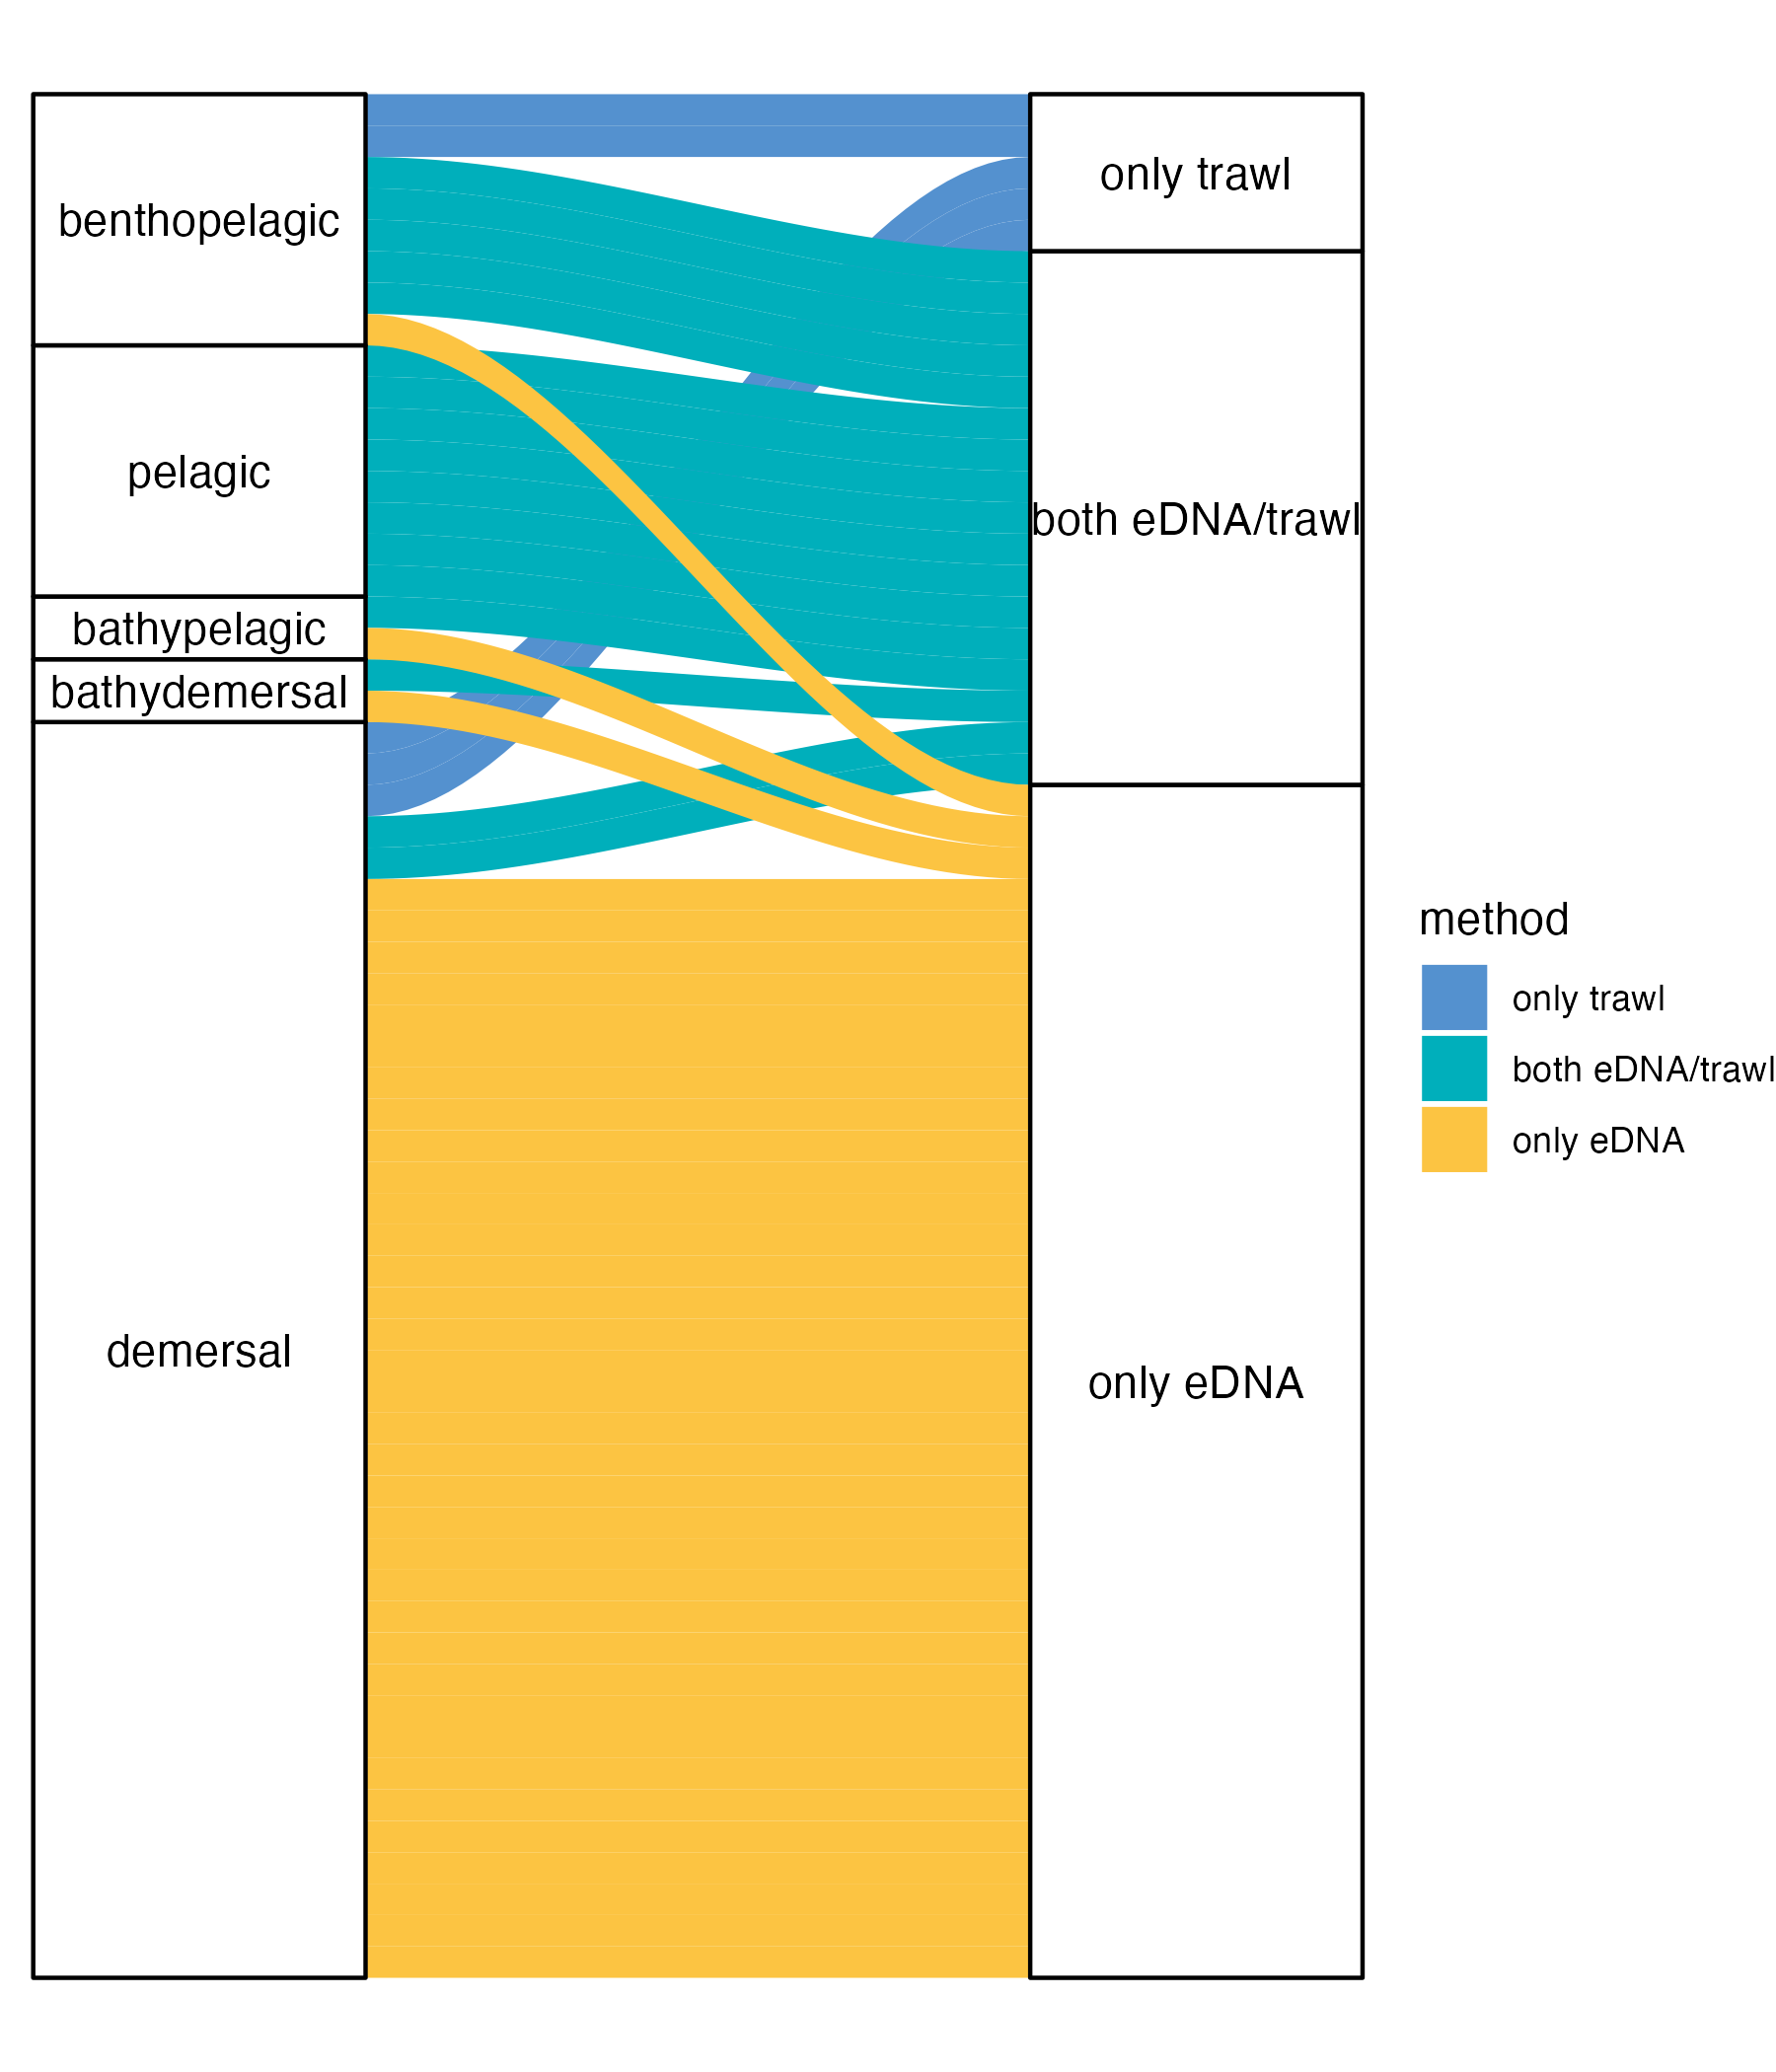 benthopelagic
pelagic
bathypelagic
bathydemersal
demersal
only trawl
both eDNA/trawl
only eDNA
method
only trawl
both eDNA/trawl
only eDNA